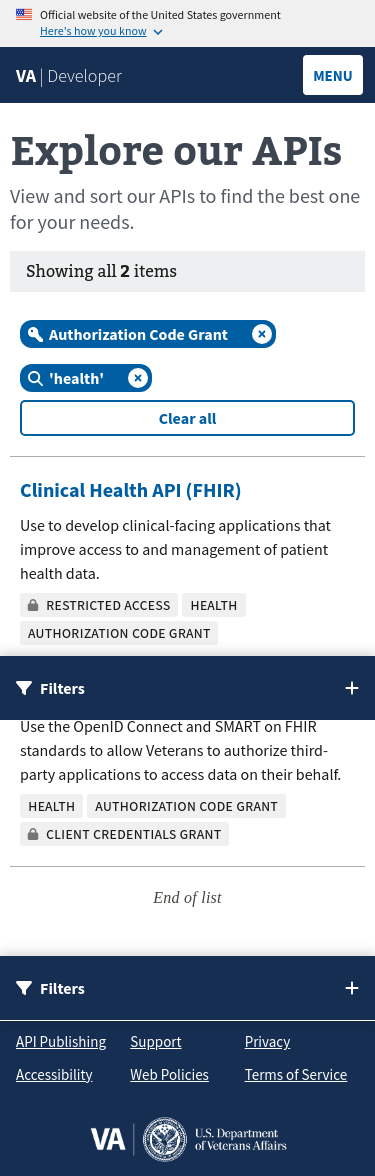 Official website of the United States government
Here's how you know
VA | Developer
MENU
Explore our APIs
View and sort our APIs to find the best one
for your needs.
Showing all 2 items
Authorization Code Grant
'health'
Clear all
Clinical Health API (FHIR)
Use to develop clinical-facing applications that
improve access to and management of patient
health data.
RESTRICTED ACCESS HEALTH
AUTHORIZATION CODE GRANT
Filters
Use the OpenID Connect and SMART on FHIR
standards to allow Veterans to authorize third-
party applications to access data on their behalf.
HEALTH AUTHORIZATION CODE GRANT
CLIENT CREDENTIALS GRANT
End of list
Filters
API Publishing Support Privacy
Accessibility Web Policies Terms of Service
VA U.S. Department
of Veterans Affairs